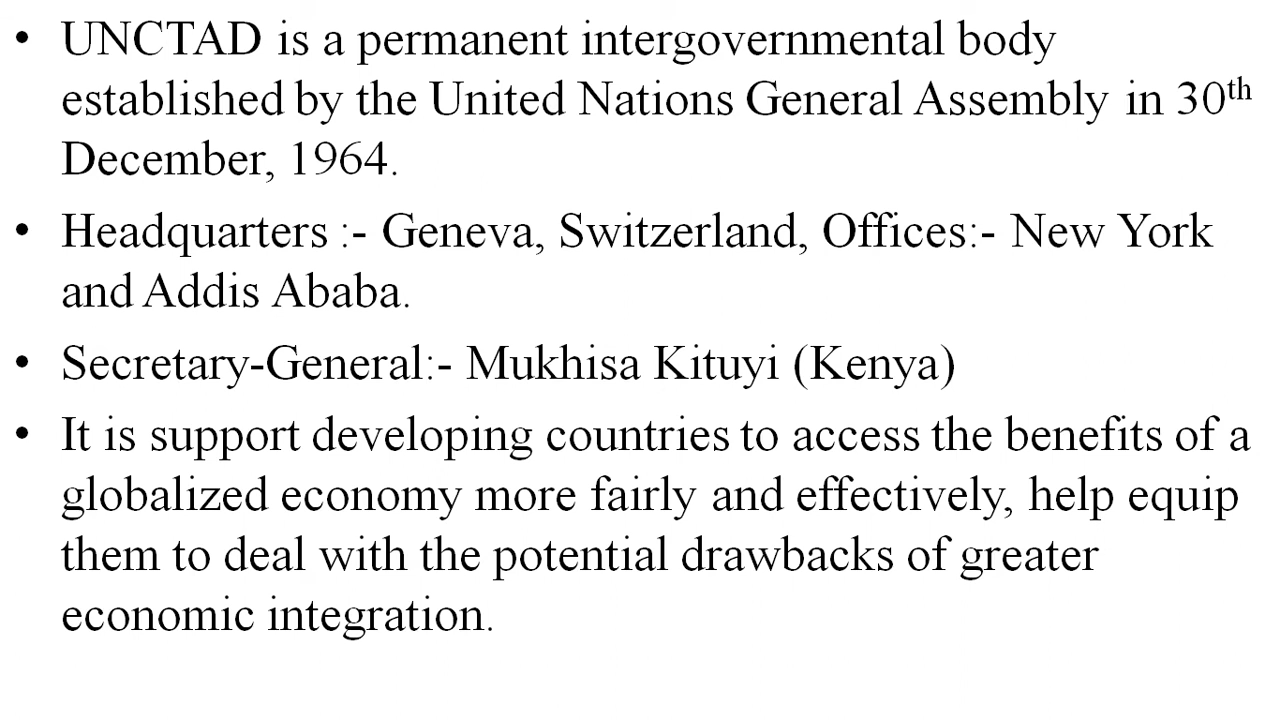 • UNCTAD is a permanent intergovernmental body
established by the United Nations General Assembly in 30th
December, 1964.
• Headquarters :- Geneva, Switzerland, Offices:- New York
and Addis Ababa.
• Secretary-General:- Mukhisa Kituyi (Kenya)
• It is support developing countries to access the benefits of a
globalized economy more fairly and effectively, help equip
them to deal with the potential drawbacks of greater
economic integration.